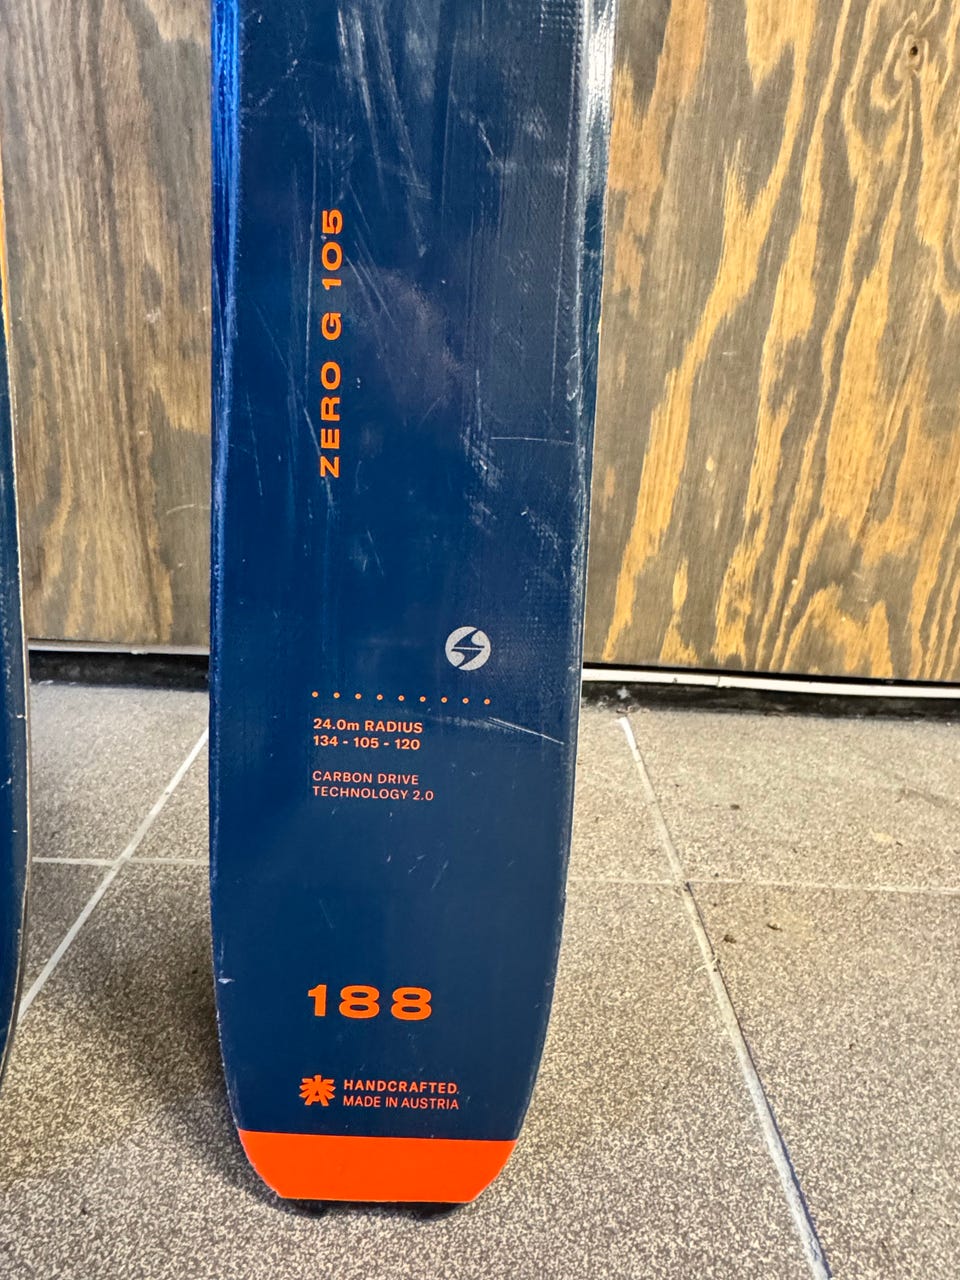 ZERO G 105
24.0m RADIUS
134 - 105 - 120
CARBON DRIVE
TECHNOLOGY 2.0
188
HANDCRAFTED.
MADE IN AUSTRIA